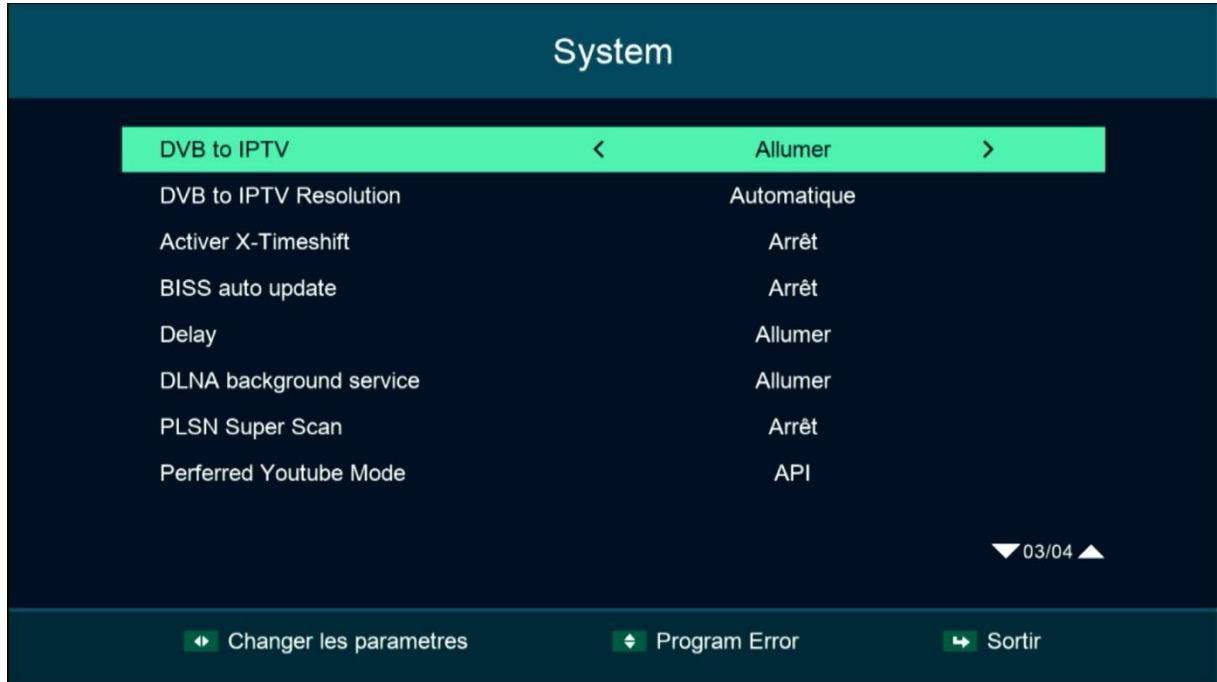 System
DVB to IPTV < Allumer >
DVB to IPTV Resolution Automatique
Activer X-Timeshift Arrêt
BISS auto update Arrêt
Delay Allumer
DLNA background service Allumer
PLSN Super Scan Arrêt
Perferred Youtube Mode API
03/04
Changer les parametres Program Error Sortir